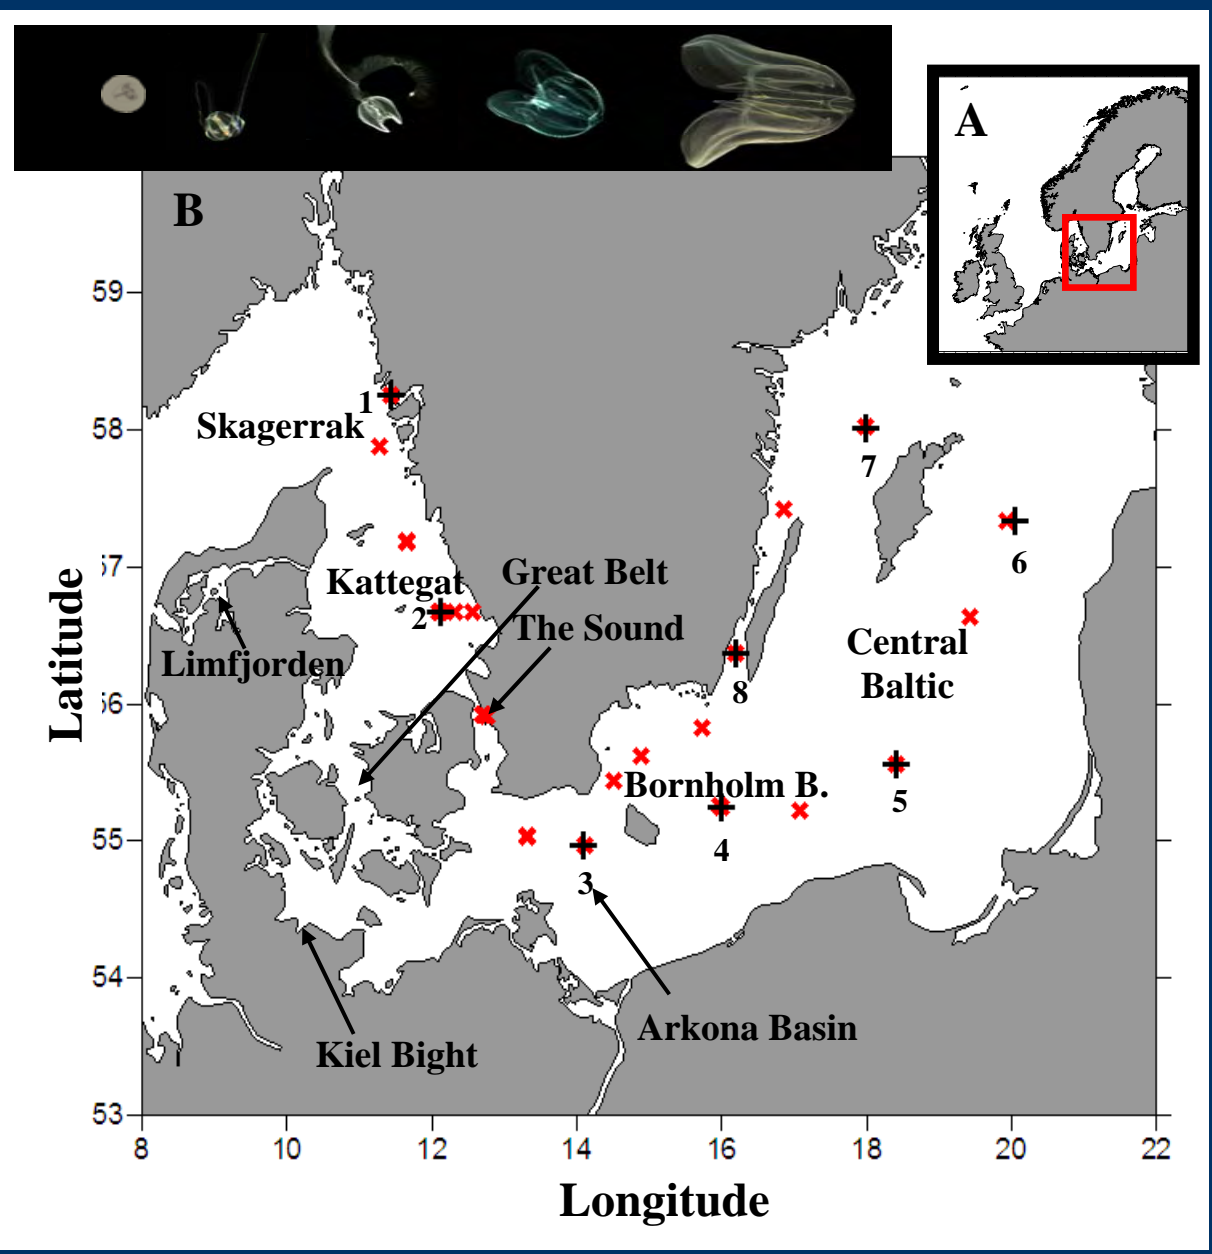 A
B
59
58
57
56
55
54
53
Latitude
1
Skagerrak
7
6
Great Belt
Kattegat
2
The Sound
Limfjorden
Central
Baltic
8
Bornholm B.
5
4
3
Arkona Basin
Kiel Bight
8
10
12
14
16
18
20
22
Longitude